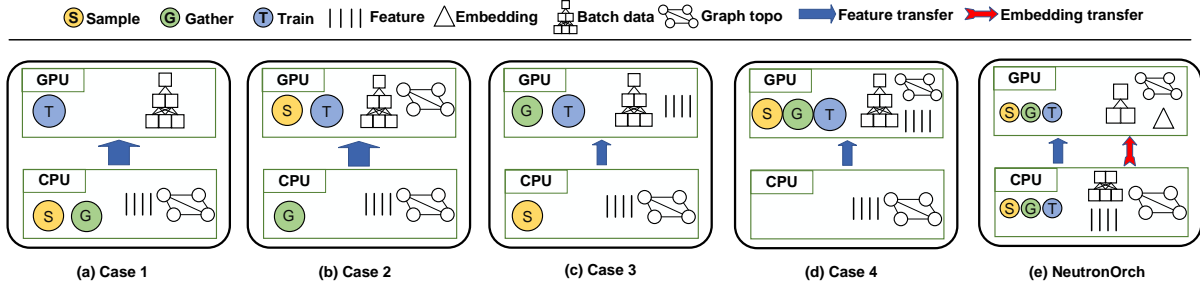 S Sample G Gather T Train Feature Embedding Batch data Graph topo Feature transfer Embedding transfer
GPU
T
CPU
S G
(a) Case 1
GPU
S T
CPU
G
(b) Case 2
GPU
G T
CPU
S
(c) Case 3
GPU
S G T
CPU
(d) Case 4
GPU
S G T
CPU
S G T
(e) NeutronOrch